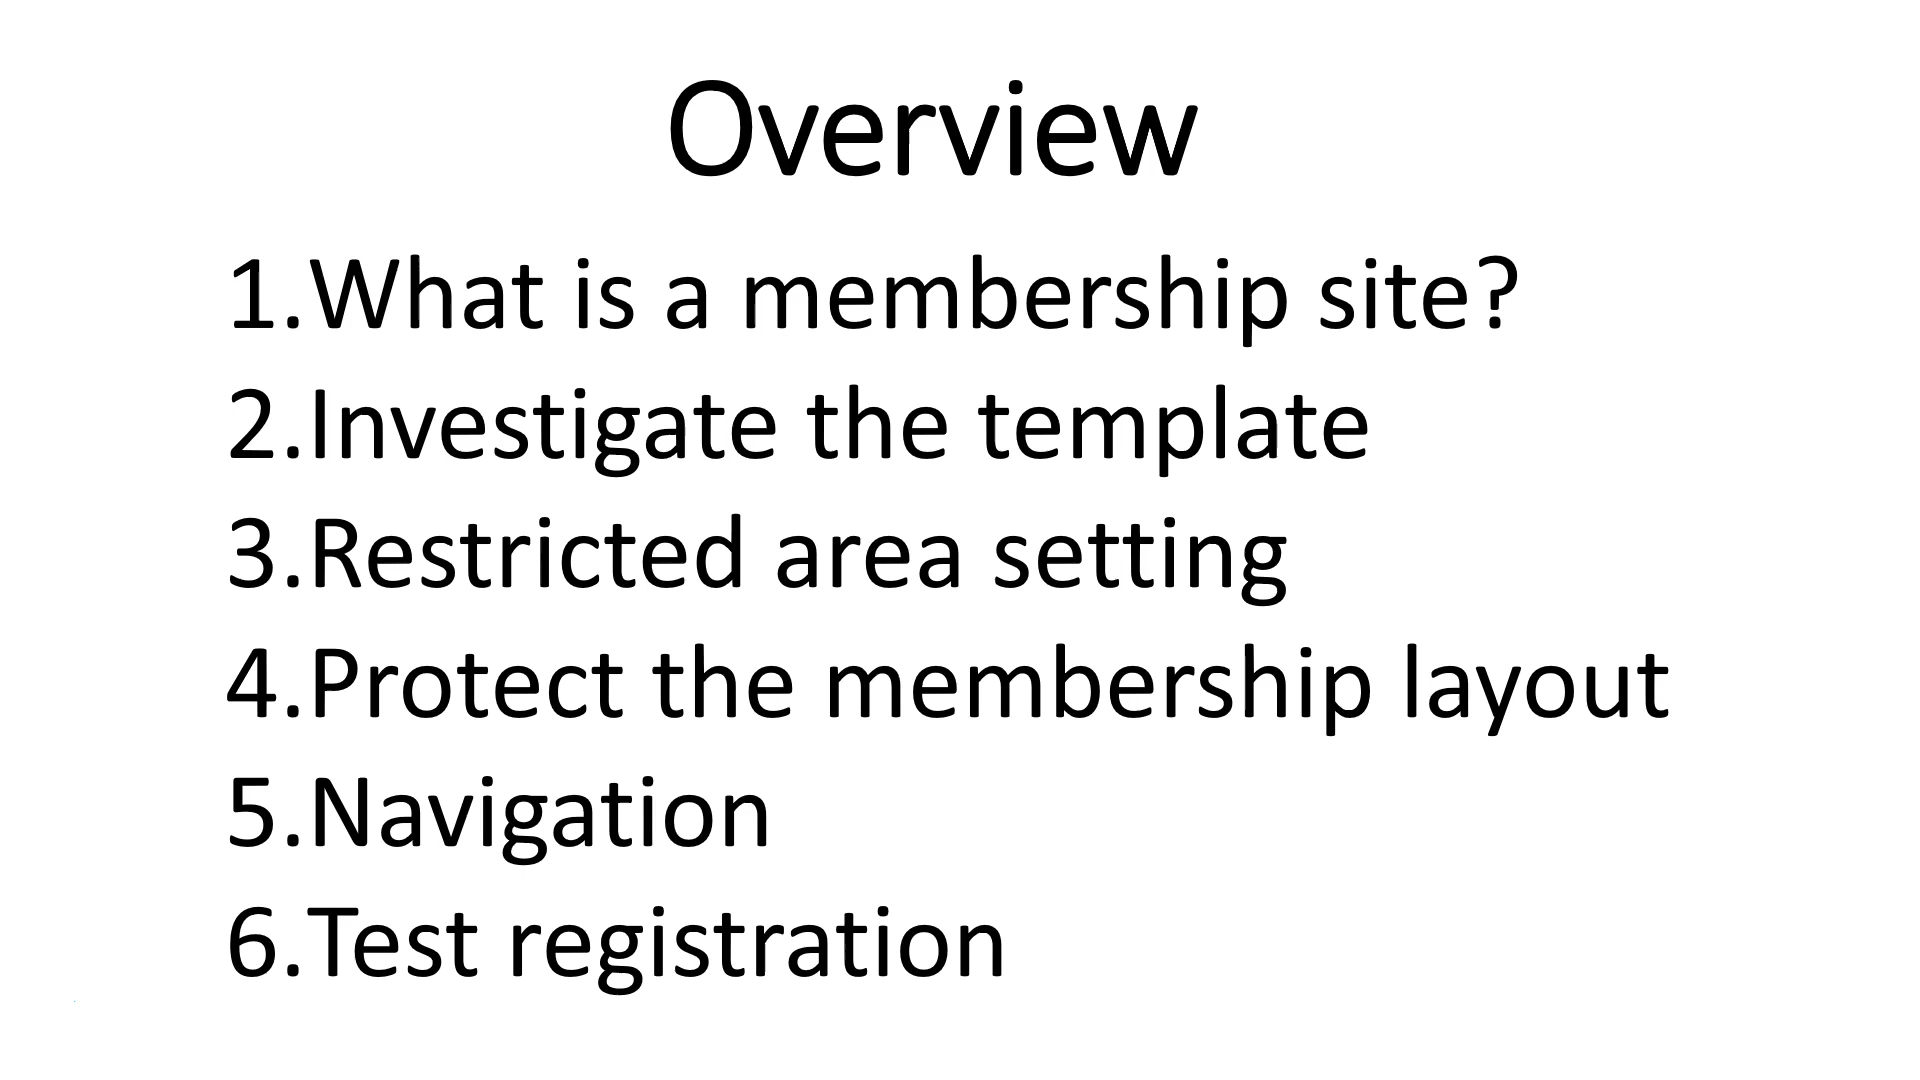 Overview
1.What is a membership site?
2.Investigate the template
3.Restricted area setting
4.Protect the membership layout
5.Navigation
6.Test registration